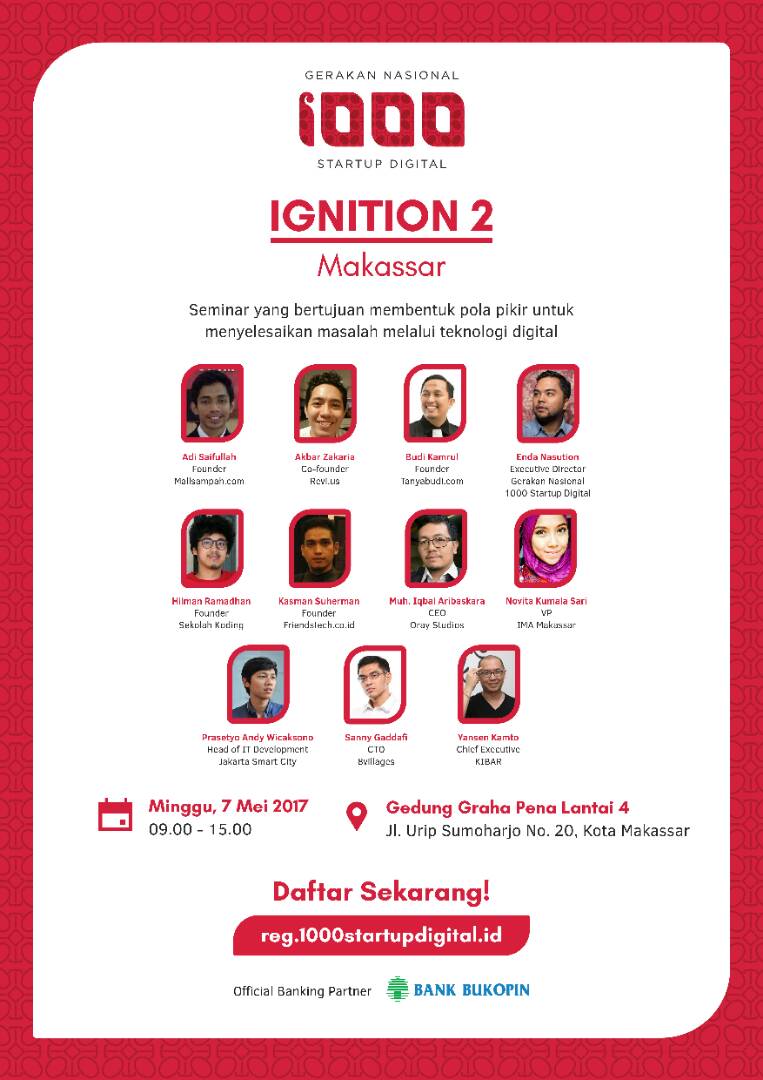 GERAKAN NASIONAL
1000
STARTUP DIGITAL
IGNITION 2
Makassar
Seminar yang bertujuan membentuk pola pikir untuk
menyelesaikan masalah melalui teknologi digital
Adi Saifullah
Founder
Mallsampah.com
Akbar Zakaria
Co-founder
Revi.us
Budi Kamrul
Founder
Tanyabudi.com
Enda Nasution
Executive Director
Gerakan Nasional
1000 Startup Digital
Hilman Ramadhan
Founder
Sekolah Koding
Kasman Suherman
Founder
Friendstech.co.id
Muh. Iqbal Aribaskara
CEO
Oray Studios
Novita Kumala Sari
VP
IMA Makassar
Prasetyo Andy Wicaksono
Head of IT Development
Jakarta Smart City
Sanny Gaddafi
CTO
8villages
Yansen Kamto
Chief Executive
KIBAR
Minggu, 7 Mei 2017
09.00 - 15.00
Gedung Graha Pena Lantai 4
Jl. Urip Sumoharjo No. 20, Kota Makassar
Daftar Sekarang!
reg.1000startupdigital.id
Official Banking Partner
BANK BUKOPIN